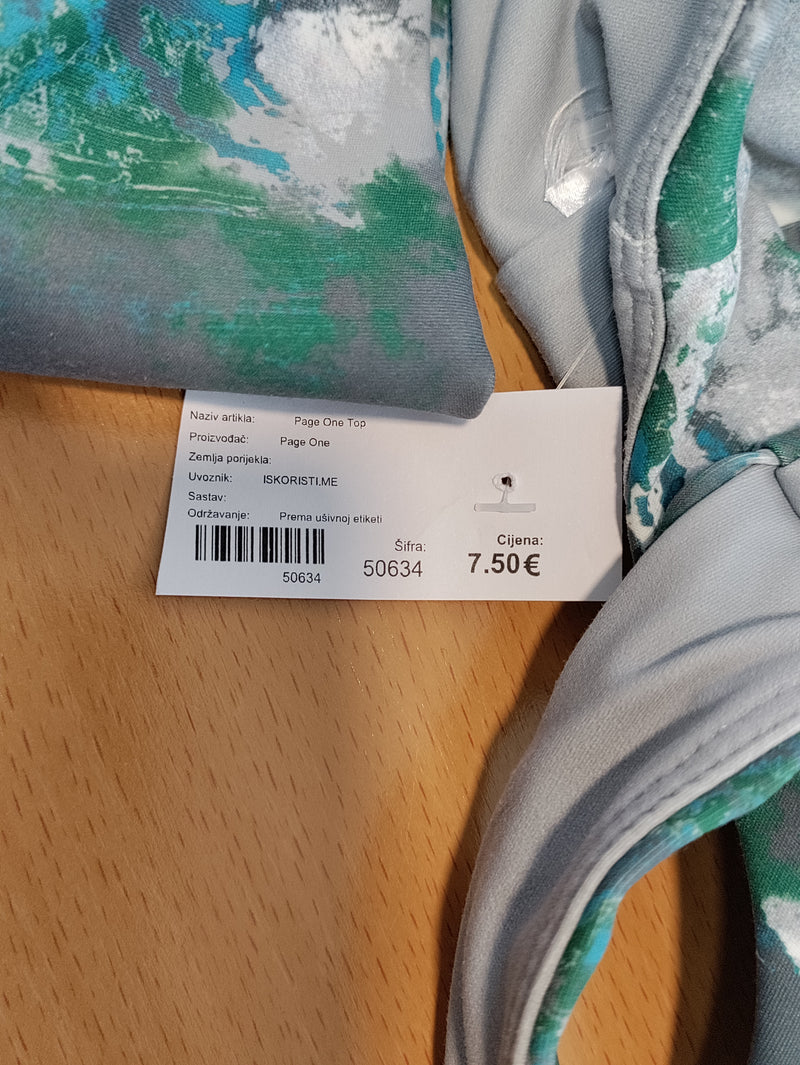 Naziv artikla: Page One Top
Proizvođač: Page One
Zemlja porijekla:
Uvoznik: ISKORISTI.ME
Sastav:
Održavanje: Prema ušivnoj etiketi
50634
Šifra:
50634
Cijena:
7.50€